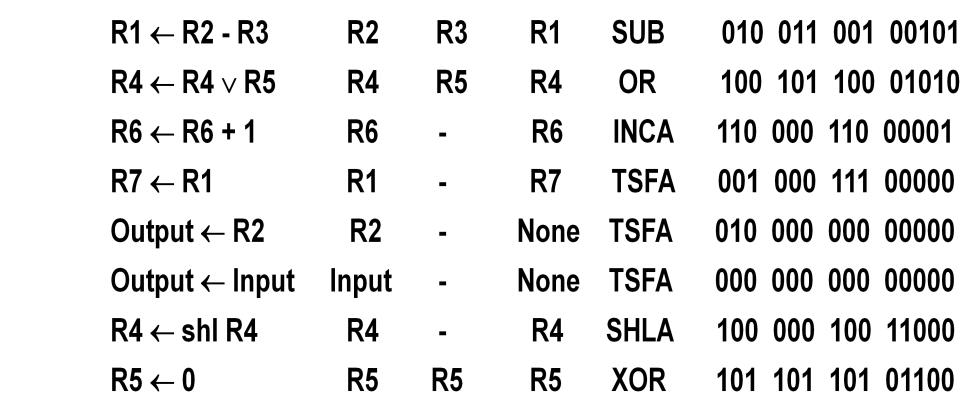 R1 ← R2 - R3 R2 R3 R1 SUB 010 011 001 00101
R4 ← R4 ∨ R5 R4 R5 R4 OR 100 101 100 01010
R6 ← R6 + 1 R6 - R6 INCA 110 000 110 00001
R7 ← R1 R1 - R7 TSFA 001 000 111 00000
Output ← R2 R2 - None TSFA 010 000 000 00000
Output ← Input Input - None TSFA 000 000 000 00000
R4 ← shl R4 R4 - R4 SHLA 100 000 100 11000
R5 ← 0 R5 R5 R5 XOR 101 101 101 01100